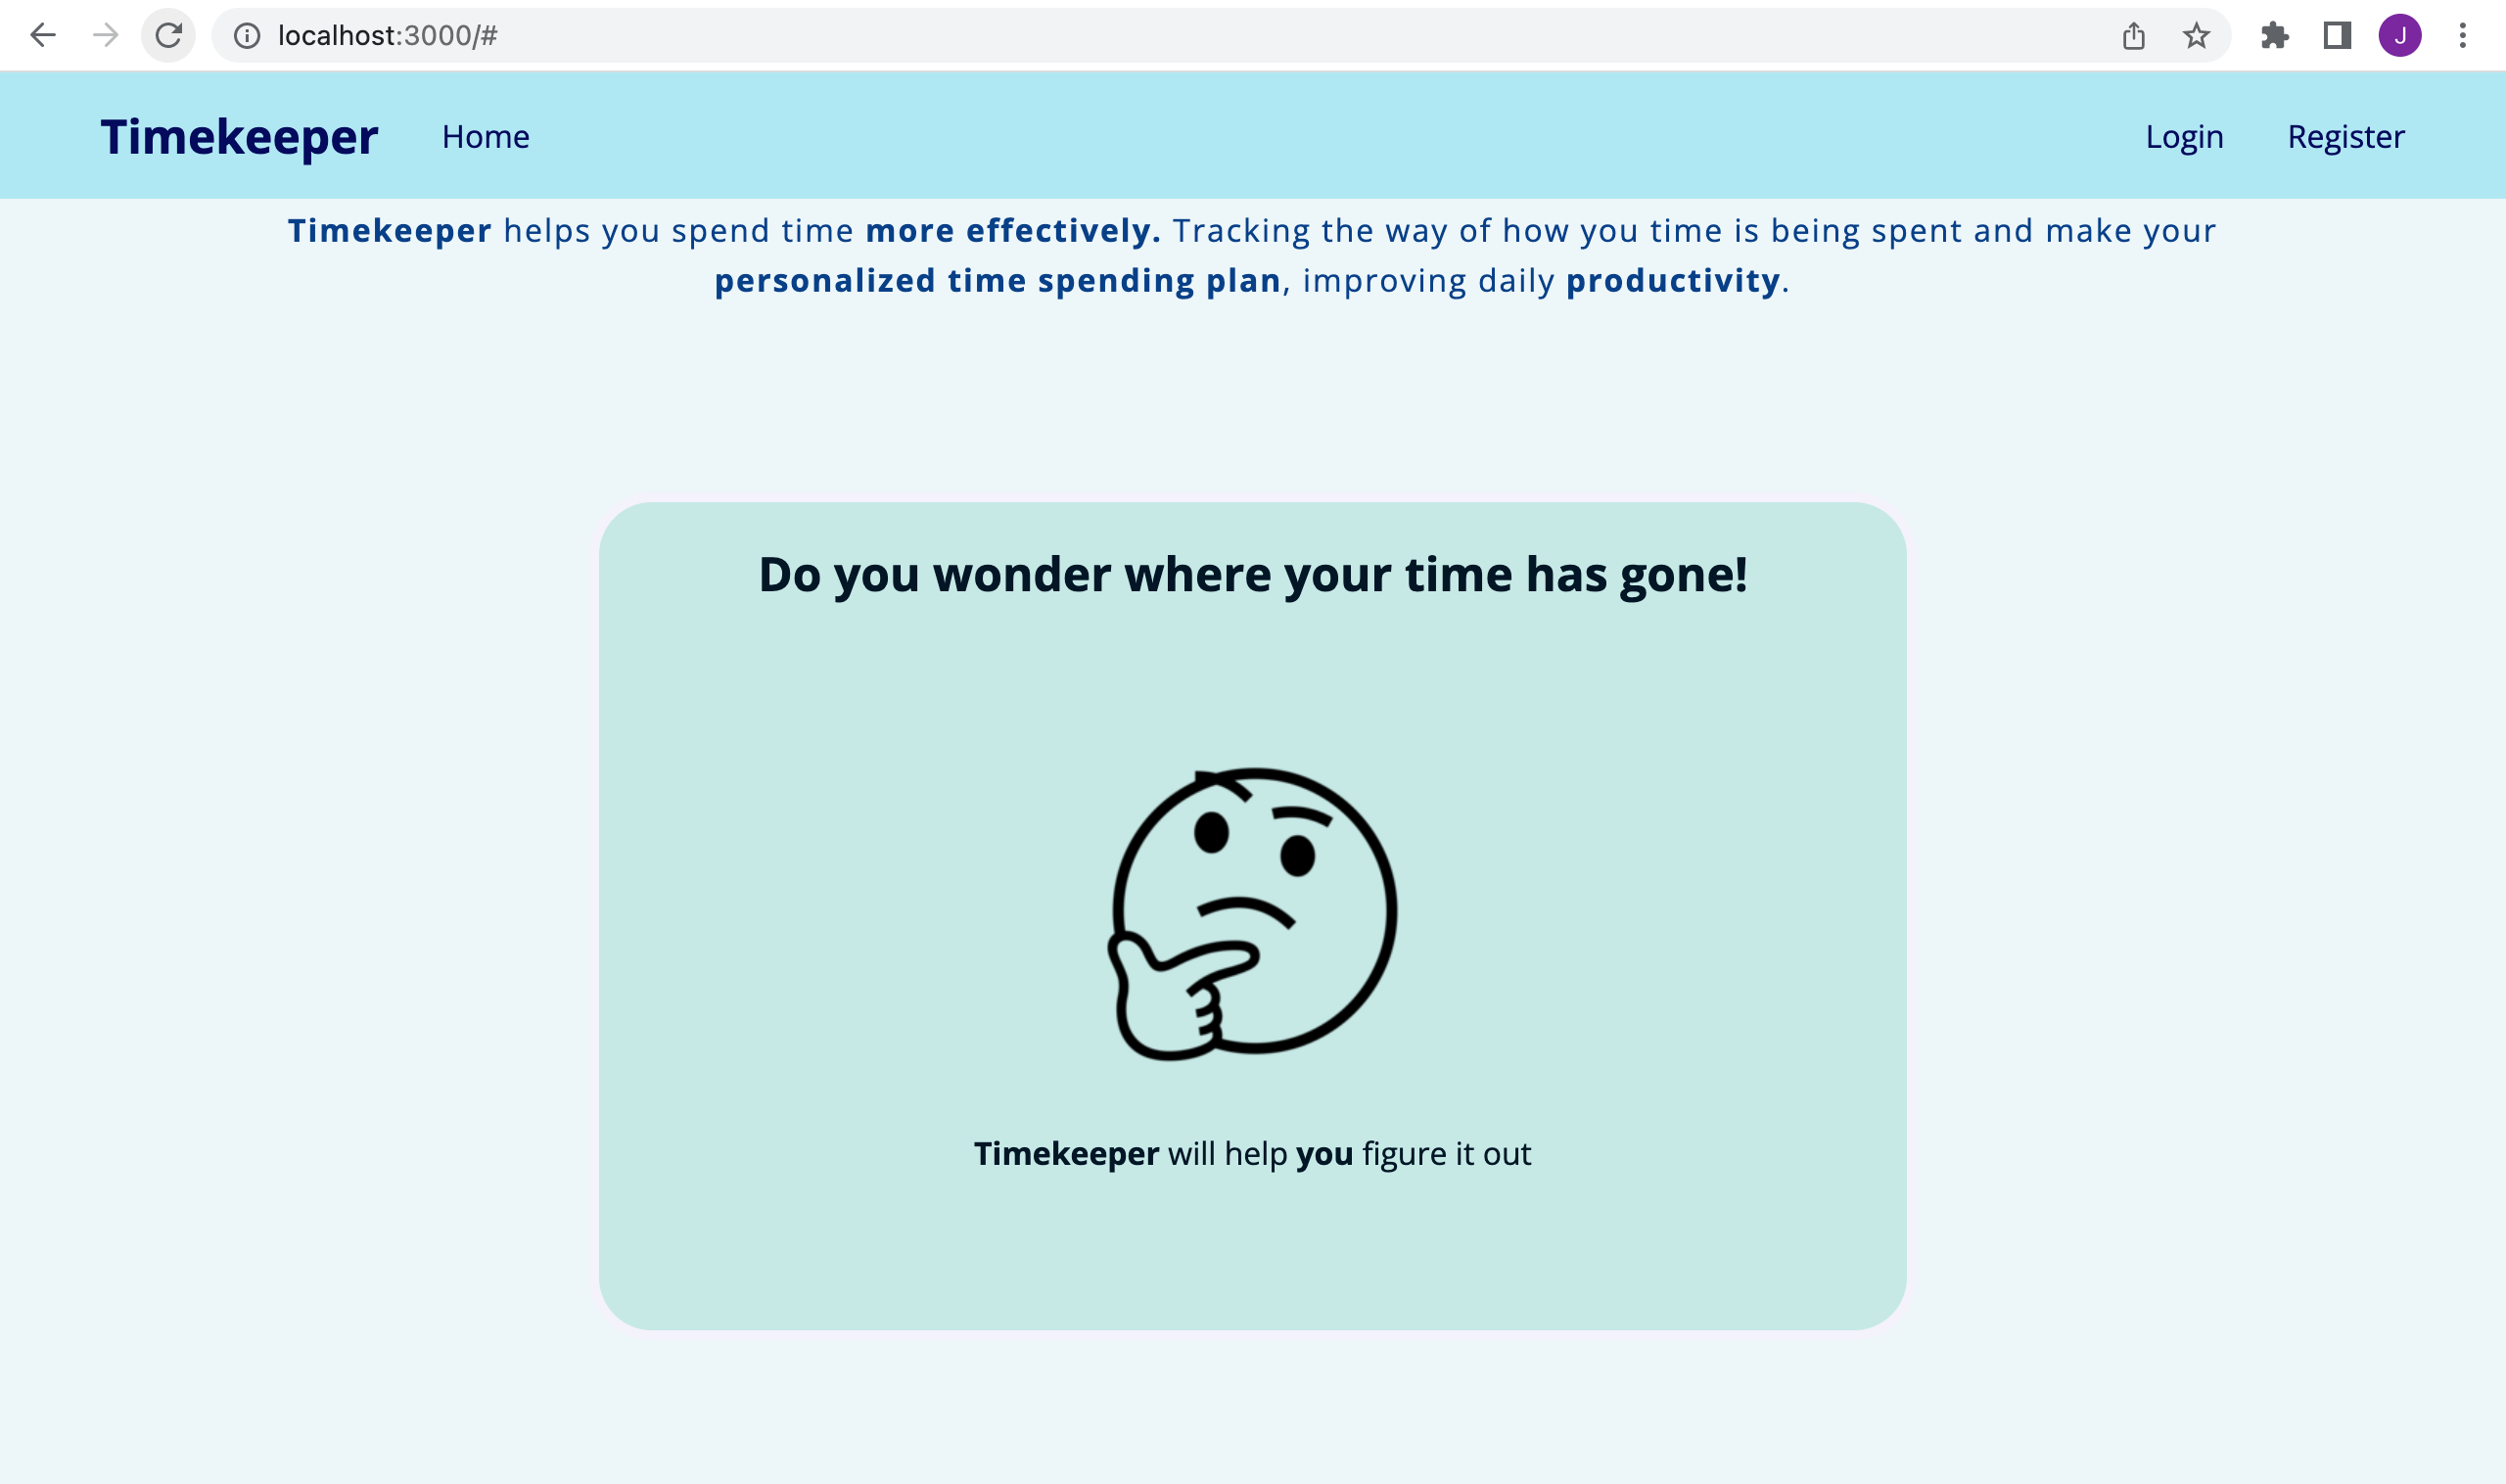 localhost:3000/#
J
Timekeeper Home Login Register
Timekeeper helps you spend time more effectively. Tracking the way of how you time is being spent and make your
personalized time spending plan, improving daily productivity.
Do you wonder where your time has gone!
Timekeeper will help you figure it out